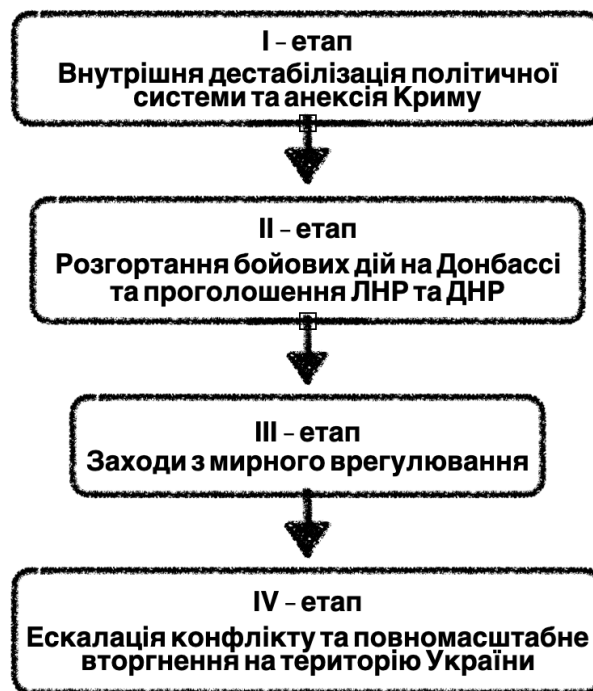 I – етап
Внутрішня дестабілізація політичної
системи та анексія Криму
II – етап
Розгортання бойових дій на Донбассі
та проголошення ЛНР та ДНР
III – етап
Заходи з мирного врегулювання
IV – етап
Ескалація конфлікту та повномасштабне
вторгнення на територію України